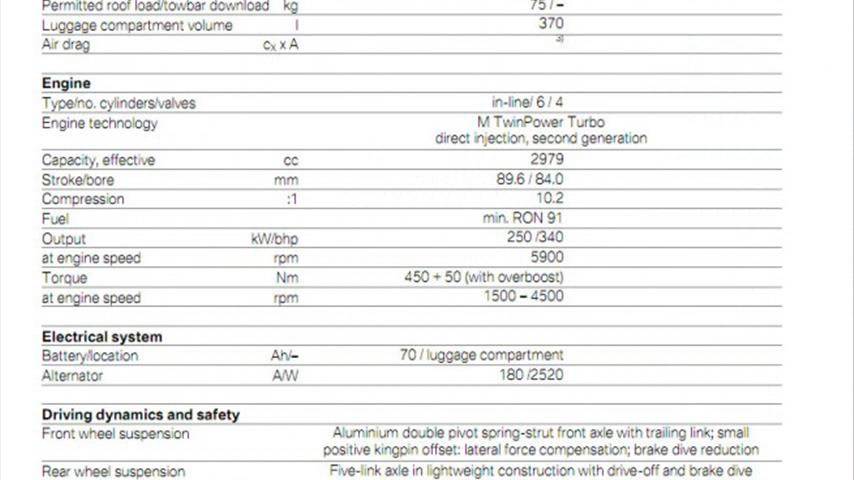 Permitted roof load/towbar download kg 75 / –
Luggage compartment volume l 370
Air drag cx x A
Engine
Type/no. cylinders/valves in-line/ 6 / 4
Engine technology M TwinPower Turbo
direct injection, second generation
Capacity, effective cc 2979
Stroke/bore mm 89.6 / 84.0
Compression :1 10.2
Fuel min. RON 91
Output kW/bhp 250 /340
at engine speed rpm 5900
Torque Nm 450 + 50 (with overboost)
at engine speed rpm 1500 – 4500
Electrical system
Battery/location Ah/– 70 / luggage compartment
Alternator A/W 180 /2520
Driving dynamics and safety
Front wheel suspension Aluminium double pivot spring-strut front axle with trailing link; small
positive kingpin offset: lateral force compensation; brake dive reduction
Rear wheel suspension Five-link axle in lightweight construction with drive-off and brake dive